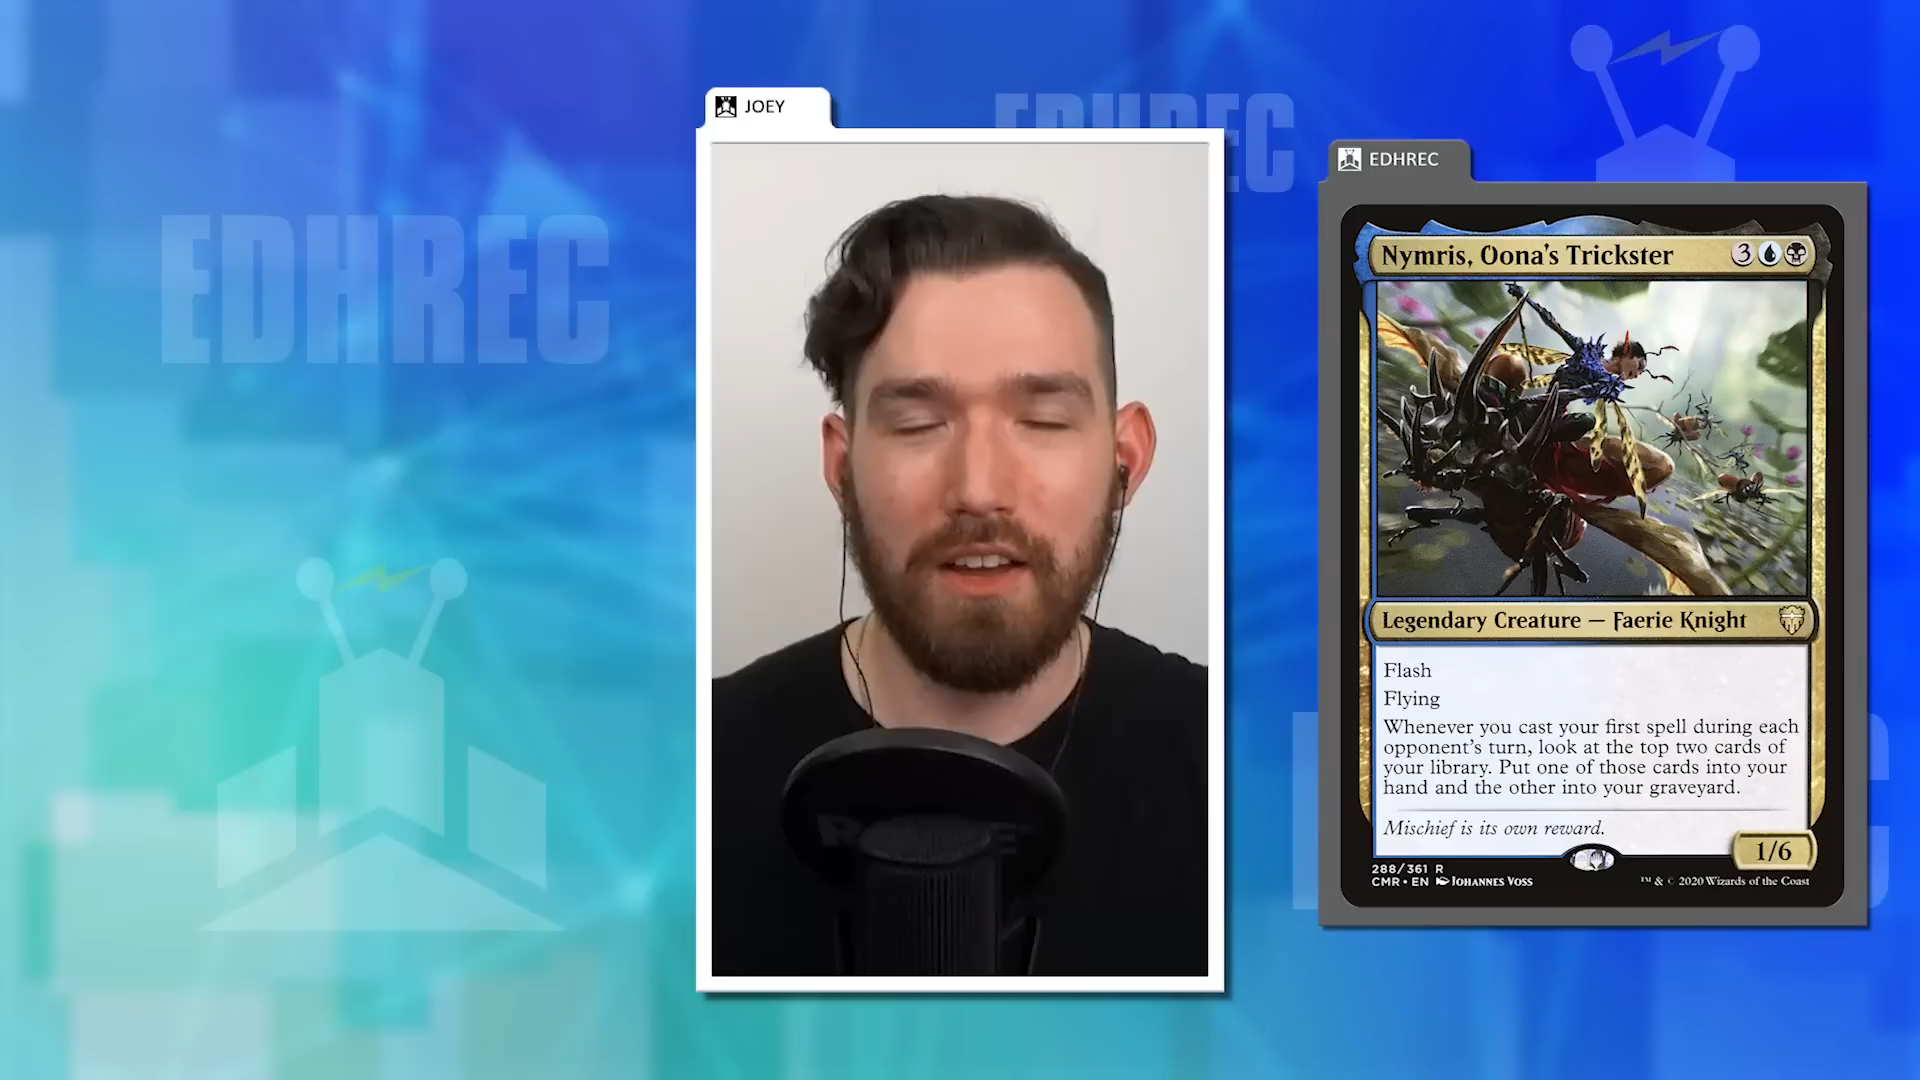 JOEY
EDHREC
EDHREC
EDHREC
Nymris, Oona's Trickster 3
Legendary Creature — Faerie Knight
Flash
Flying
Whenever you cast your first spell during each
opponent's turn, look at the top two cards of
your library. Put one of those cards into your
hand and the other into your graveyard.
Mischief is its own reward.
1/6
288/361 R
CMR • EN Johannes Voss
™ & © 2020 Wizards of the Coast